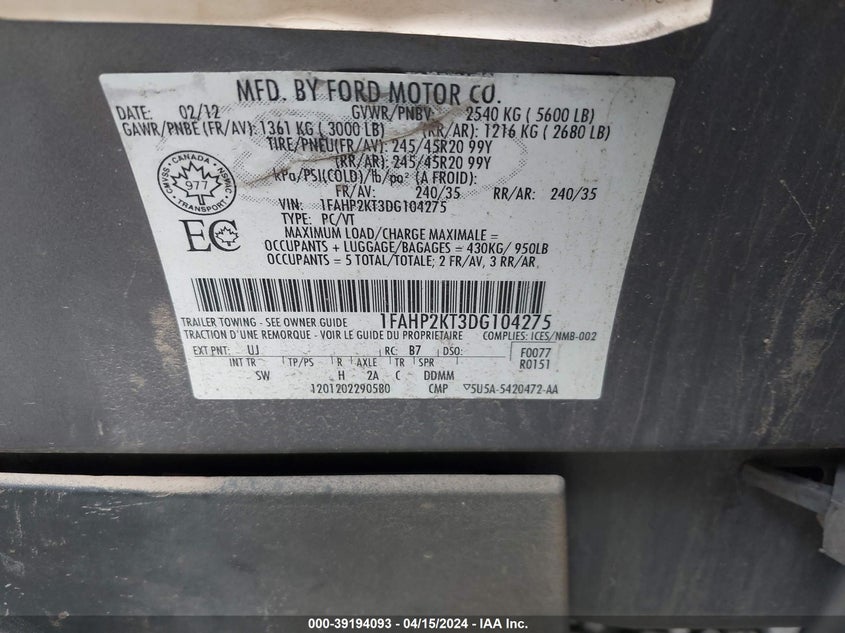 MFD. BY FORD MOTOR CO.
DATE: 02/12 GVWR/PNBV: 2540 KG ( 5600 LB)
GAWR/PNBE (FR/AV): 1361 KG ( 3000 LB) (RR/AR): 1216 KG ( 2680 LB)
TIRE/PNEU(FR/AV): 245/45R20 99Y
(RR/AR): 245/45R20 99Y
kPa/PSI(COLD)/lb/po² (A FROID):
FR/AV: 240/35 RR/AR: 240/35
CANADA
CMVSS 977 NSVAC
TRANSPORT
VIN: 1FAHP2KT3DG104275
TYPE: PC/VT
EC
MAXIMUM LOAD/CHARGE MAXIMALE =
OCCUPANTS + LUGGAGE/BAGAGES = 430KG/ 950LB
OCCUPANTS = 5 TOTAL/TOTALE; 2 FR/AV, 3 RR/AR
TRAILER TOWING - SEE OWNER GUIDE 1FAHP2KT3DG104275
TRACTION D'UNE REMORQUE - VOIR LE GUIDE DU PROPRIETAIRE COMPLIES: ICES/NMB-002
EXT PNT: UJ RC: B7 DSO: F0077
INT TR TP/PS R AXLE TR SPR R0151
SW H 2A C DDMM
1201202290580 CMP 5U5A-5420472-AA
000-39194093 - 04/15/2024 - IAA Inc.